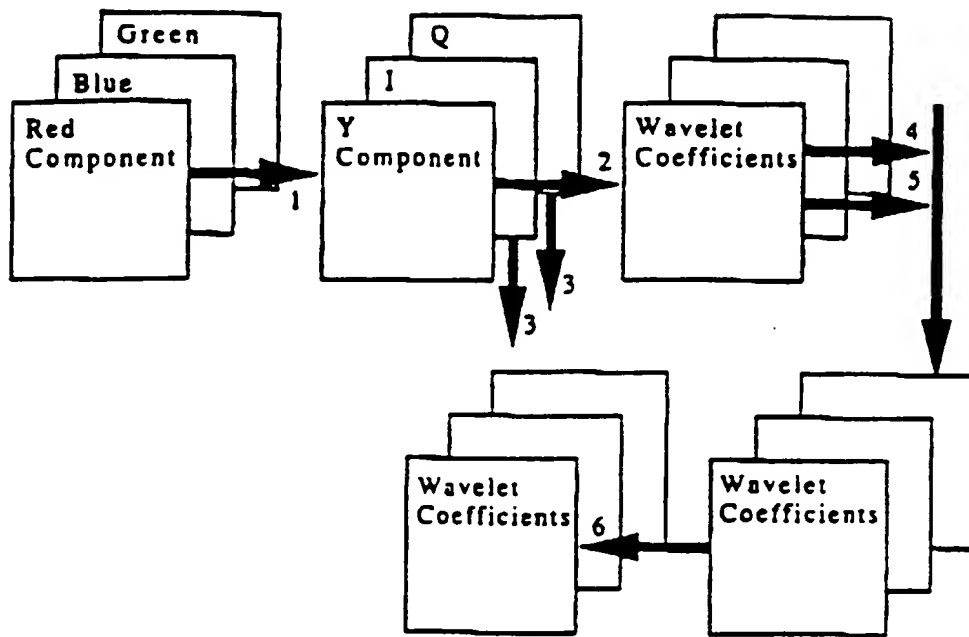 Green
Blue
Red
Component
1
Q
I
Y
Component
2
3
3
Wavelet
Coefficients
4
5
Wavelet
Coefficients
6
Wavelet
Coefficients